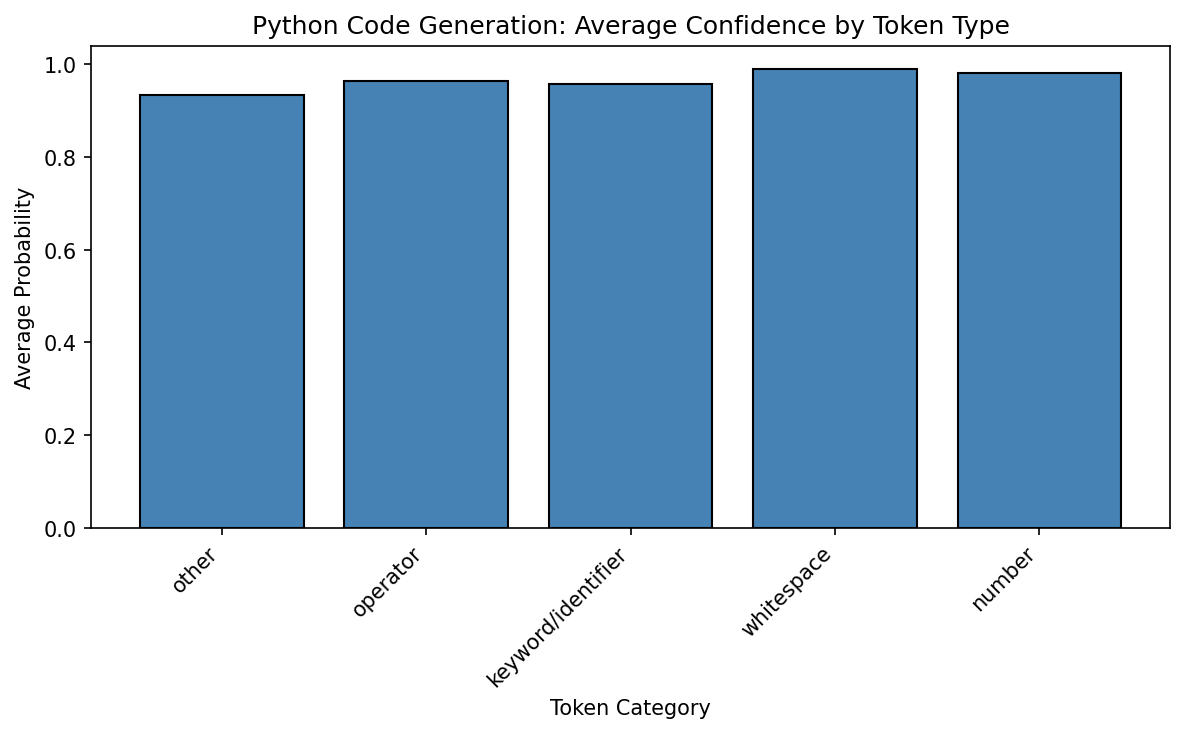 Python Code Generation: Average Confidence by Token Type
Average Probability
1.0
0.8
0.6
0.4
0.2
0.0
other
operator
keyword/identifier
whitespace
number
Token Category